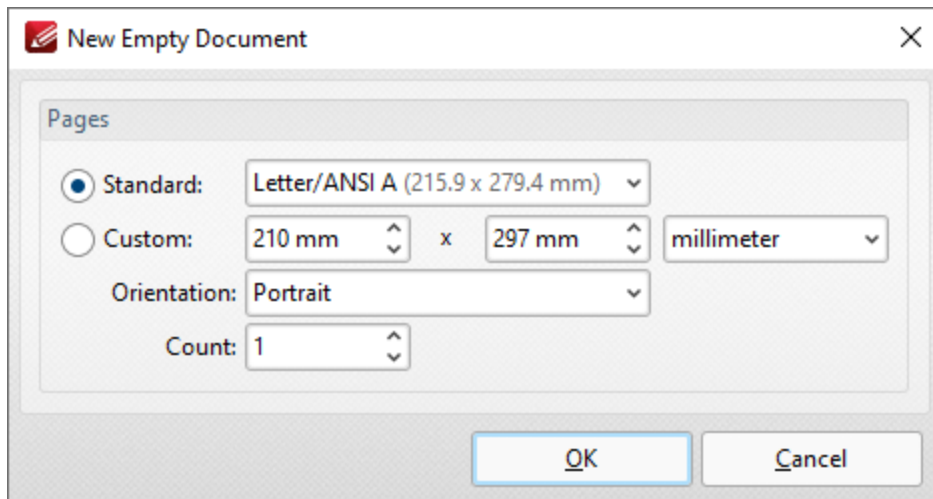 New Empty Document
Pages
Standard: Letter/ANSI A (215.9 x 279.4 mm)
Custom: 210 mm x 297 mm millimeter
Orientation: Portrait
Count: 1
OK Cancel